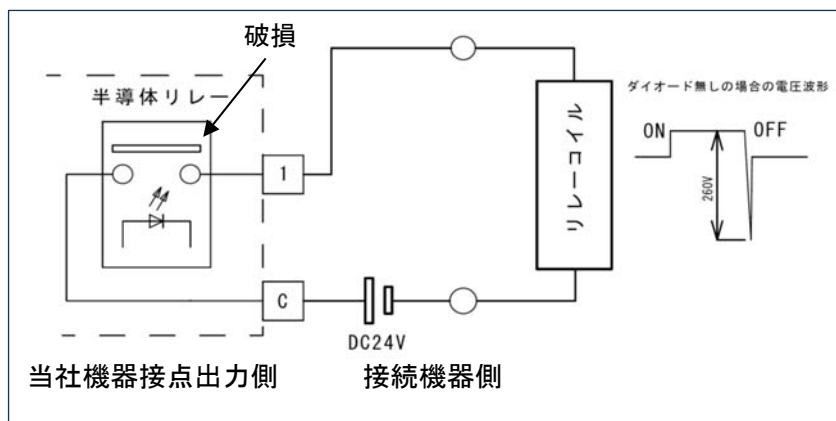 破損
半導体リレー
ダイオード無しの場合の電圧波形
ON
OFF
260V
1
リレーコイル
C
DC24V
当社機器接点出力側
接続機器側